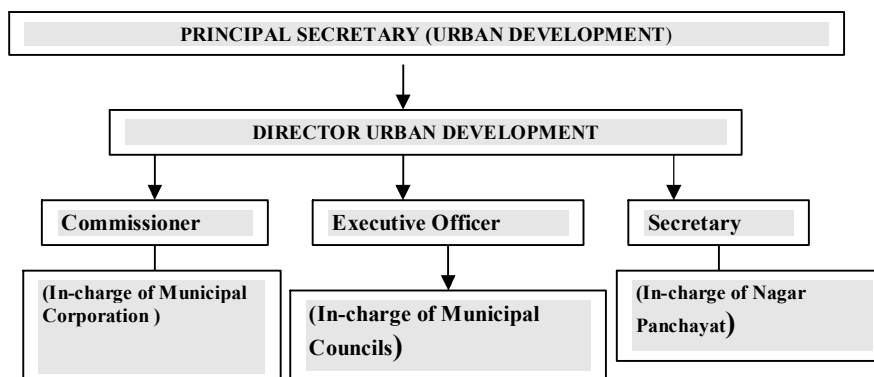 PRINCIPAL SECRETARY (URBAN DEVELOPMENT)
DIRECTOR URBAN DEVELOPMENT
Commissioner
Executive Officer
Secretary
(In-charge of Municipal
Corporation )
(In-charge of Municipal
Councils)
(In-charge of Nagar
Panchayat)